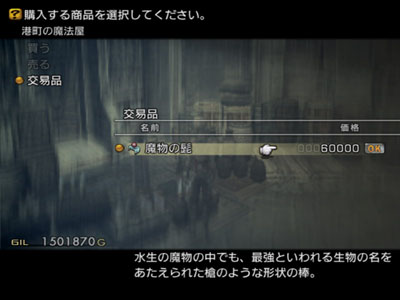 購入する商品を選択してください。
港町の魔法屋
買う
売る
交易品
交易品
名前 価格
魔物の髭 00060000 OK
GIL 1501870G
水生の魔物の中でも、最強といわれる生物の名を
あたえられた槍のような形状の棒。